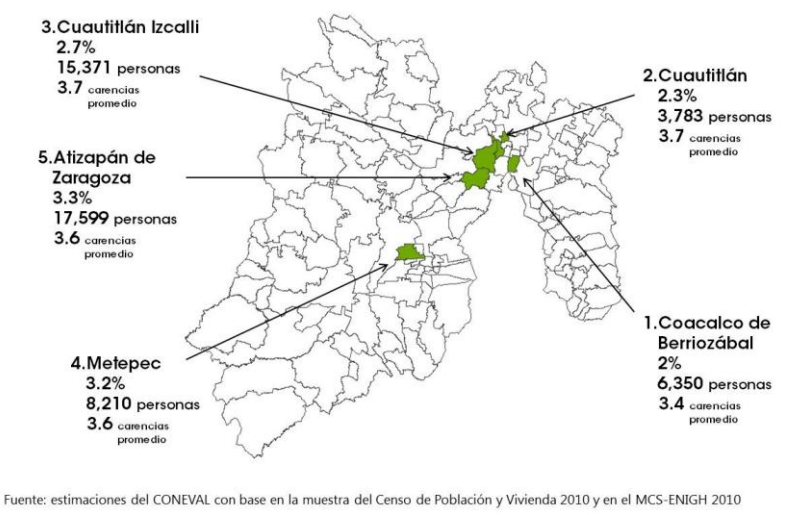 3.Cuautitlán Izcalli
2.7%
15,371 personas
3.7 carencias
promedio
2.Cuautitlán
2.3%
3,783 personas
3.7 carencias
promedio
5.Atizapán de
Zaragoza
3.3%
17,599 personas
3.6 carencias
promedio
1.Coacalco de
Berriozábal
2%
6,350 personas
3.4 carencias
promedio
4.Metepec
3.2%
8,210 personas
3.6 carencias
promedio
Fuente: estimaciones del CONEVAL con base en la muestra del Censo de Población y Vivienda 2010 y en el MCS-ENIGH 2010